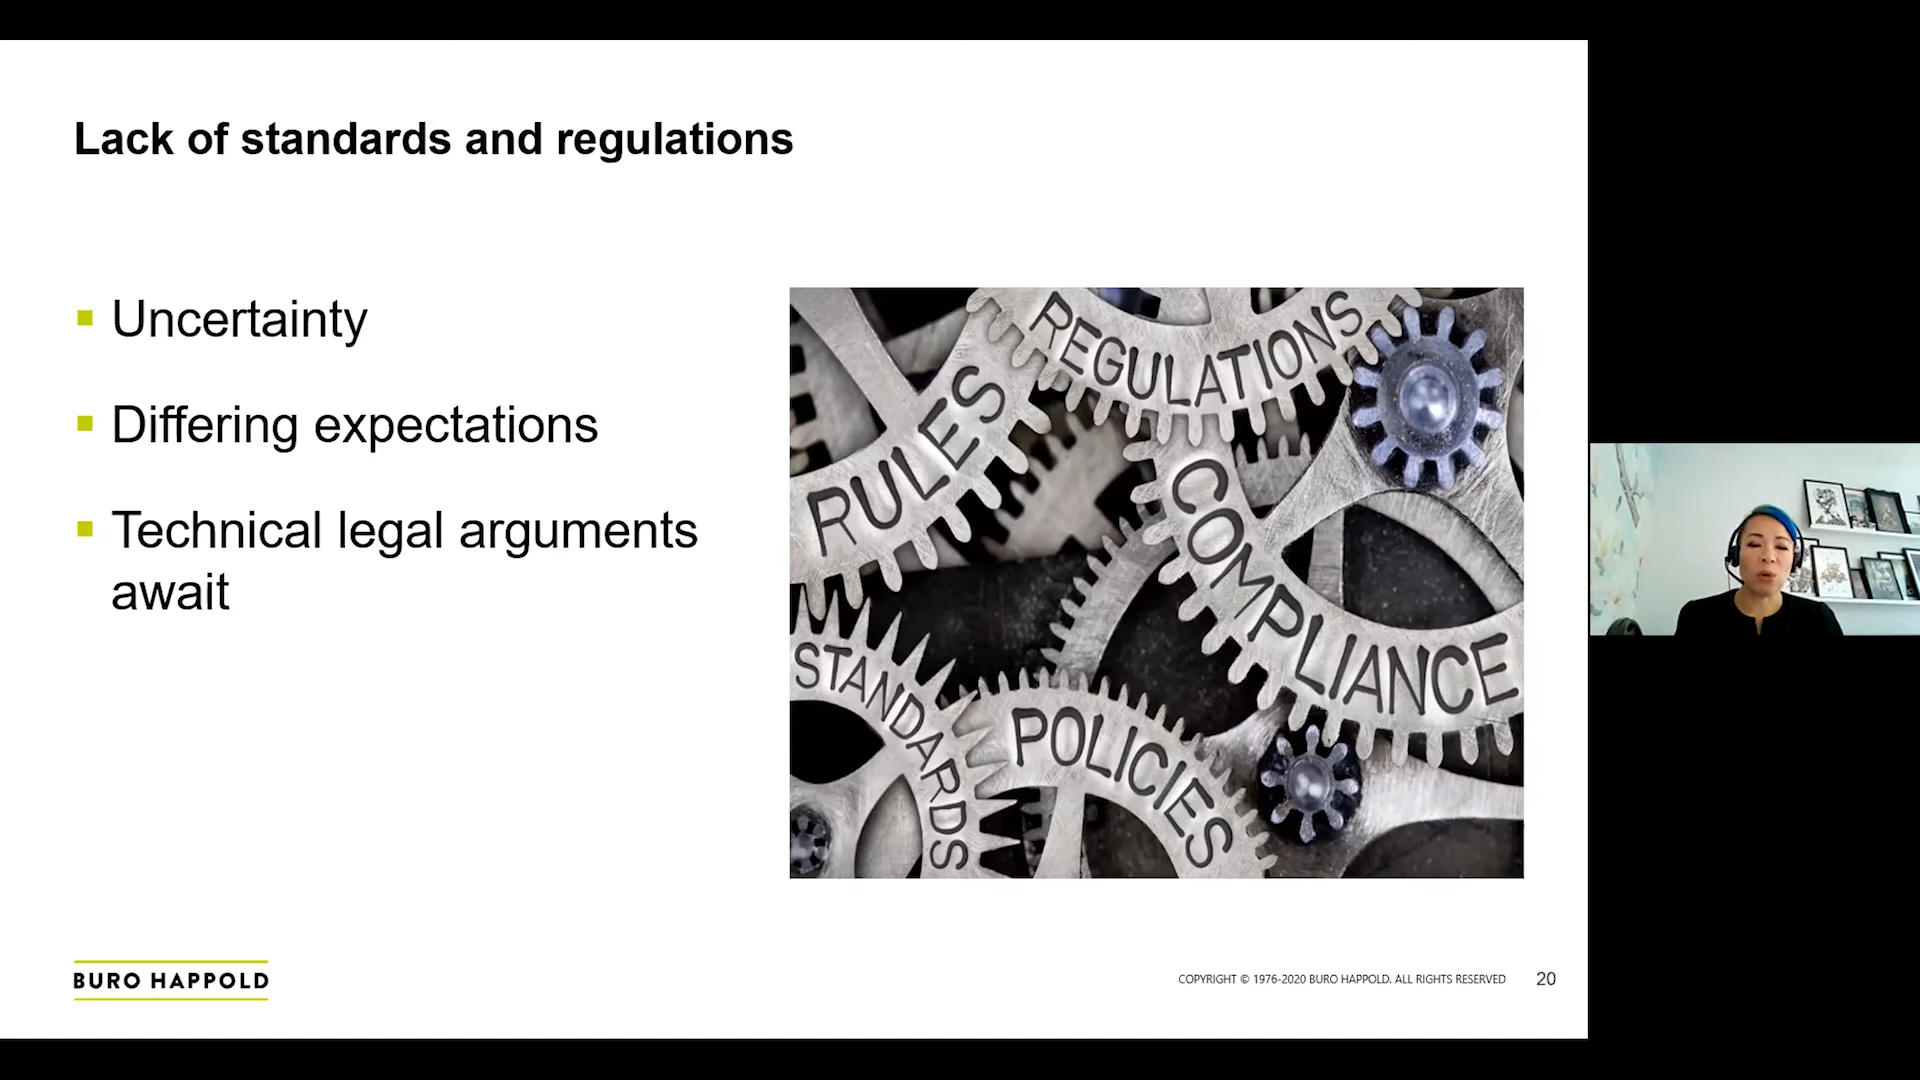 Lack of standards and regulations
Uncertainty
Differing expectations
Technical legal arguments
await
REGULATIONS
RULES
COMPLIANCE
STANDARDS
POLICIES
BURO HAPPOLD
COPYRIGHT © 1976-2020 BURO HAPPOLD. ALL RIGHTS RESERVED
20